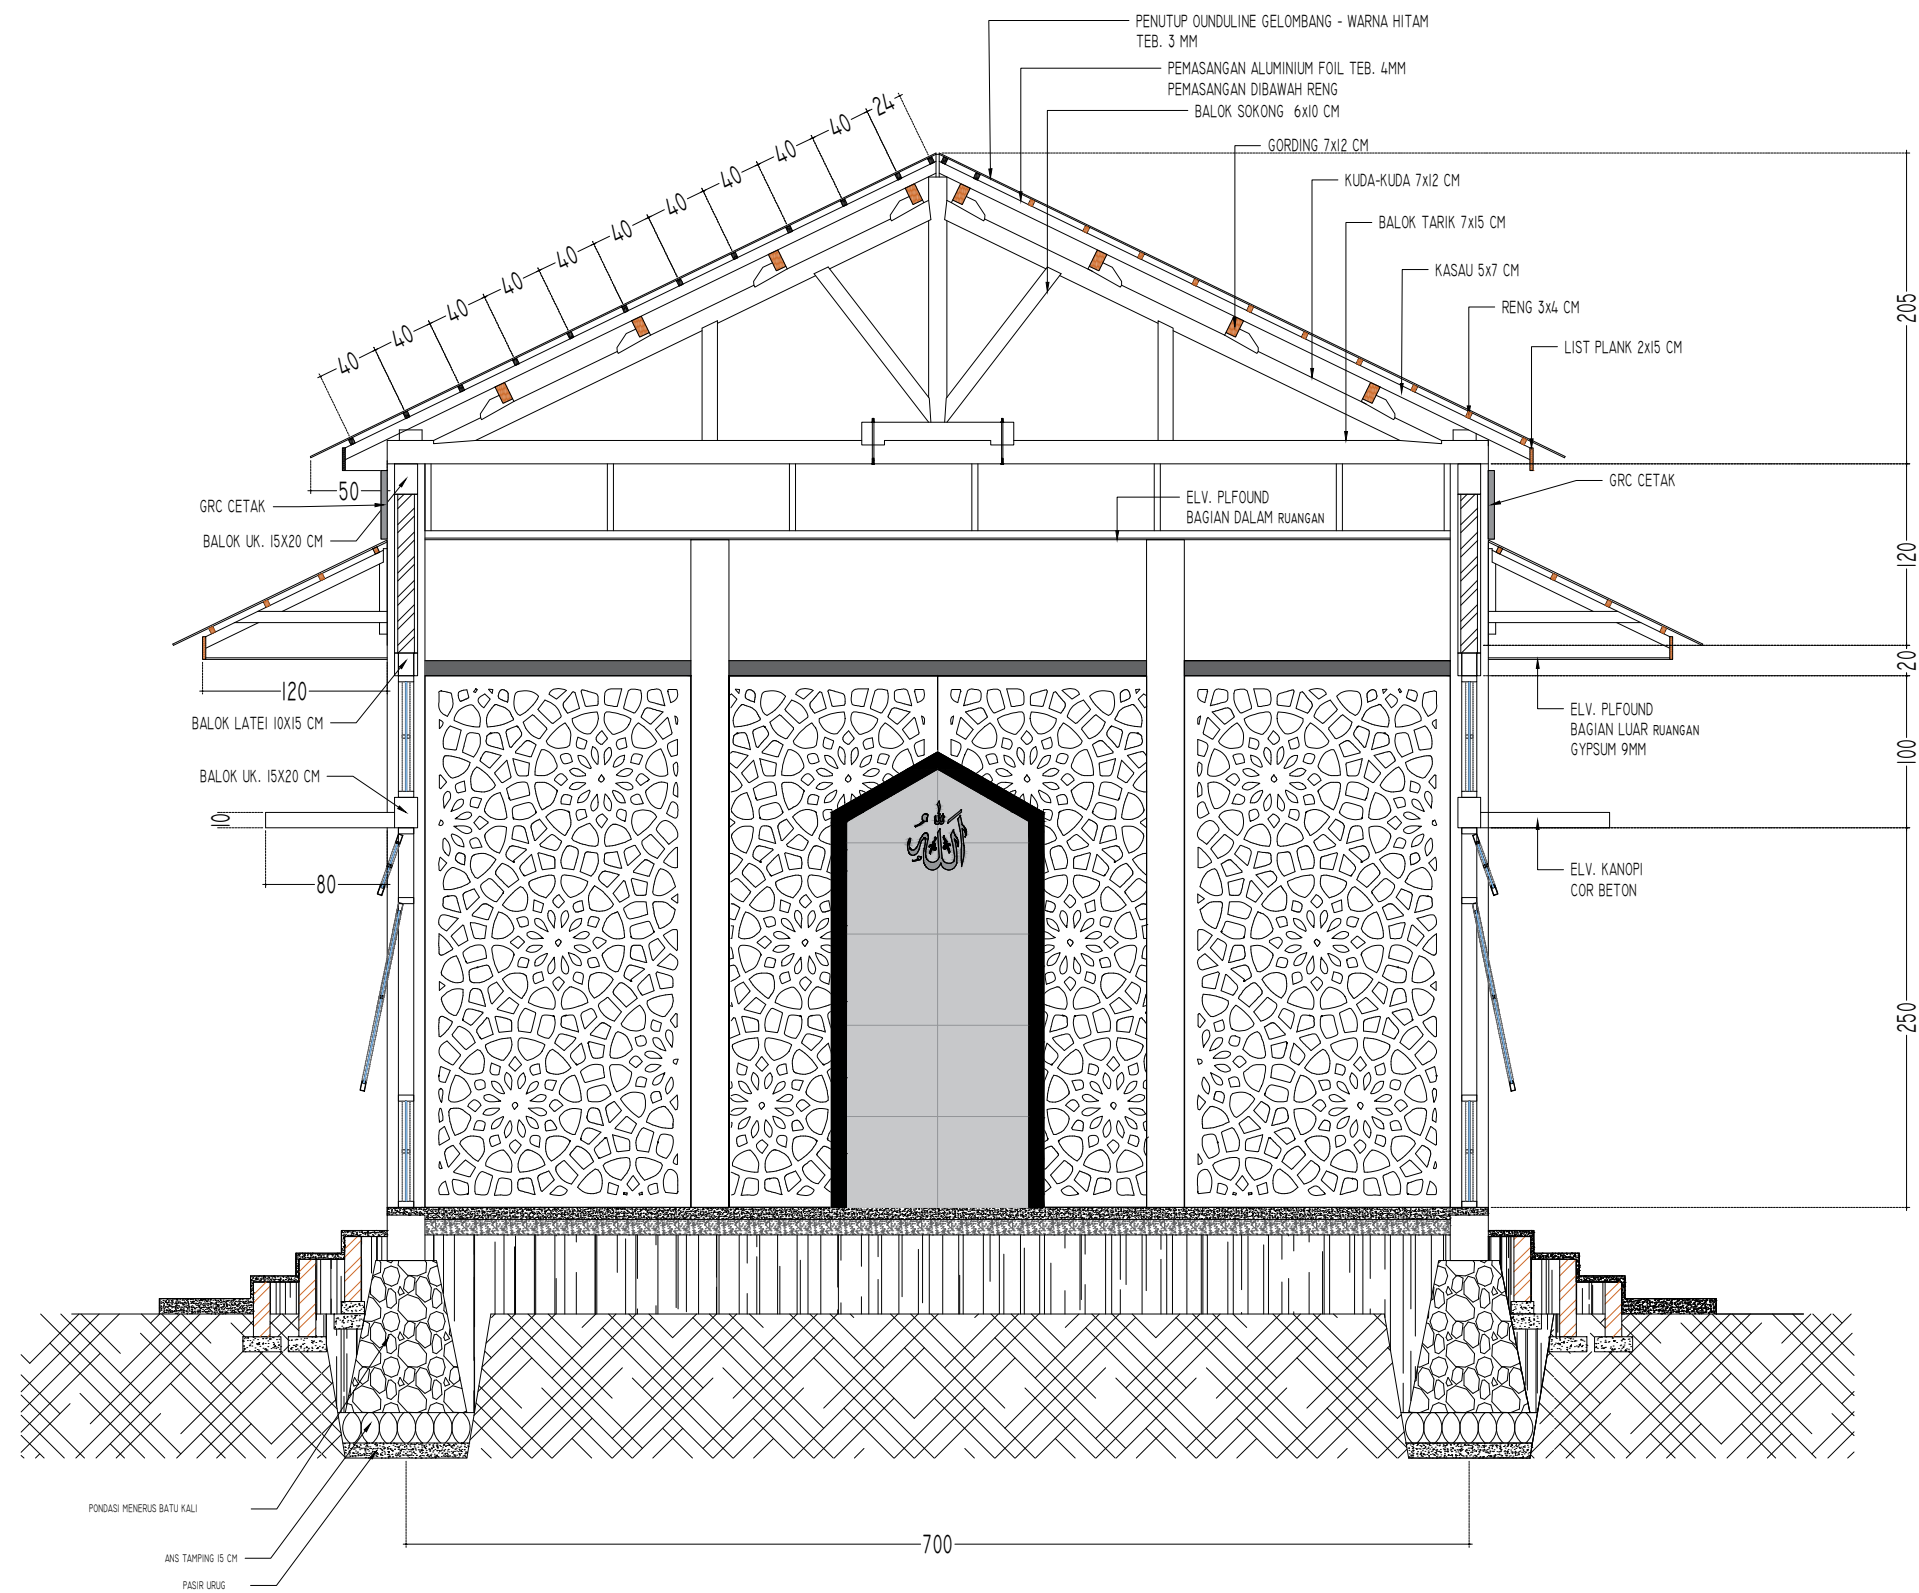 PENUTUP OUNDULINE GELOMBANG - WARNA HITAM
TEB. 3 MM
PEMASANGAN ALUMINIUM FOIL TEB. 4MM
PEMASANGAN DIBAWAH RENG
BALOK SOKONG 6x10 CM
GORDING 7x12 CM
KUDA-KUDA 7x12 CM
BALOK TARIK 7x15 CM
KASAU 5x7 CM
RENG 3x4 CM
LIST PLANK 2x15 CM
24
40
40
40
40
40
40
40
40
40
40
205
50
GRC CETAK
BALOK UK. 15X20 CM
ELV. PLFOUND
BAGIAN DALAM RUANGAN
GRC CETAK
120
20
120
BALOK LATEI 10X15 CM
ELV. PLFOUND
BAGIAN LUAR RUANGAN
GYPSUM 9MM
100
BALOK UK. 15X20 CM
10
80
الله
ELV. KANOPI
COR BETON
250
PONDASI MENERUS BATU KALI
700
ANS TAMPING 15 CM
PASIR URUG